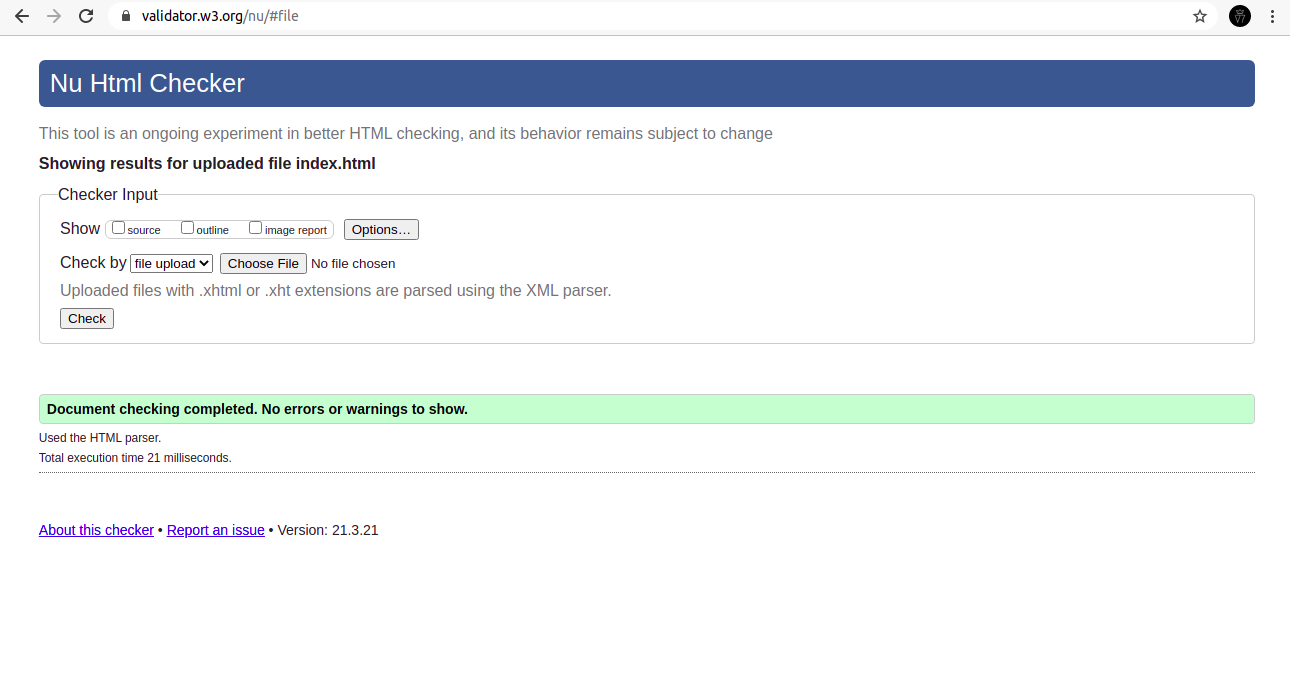 validator.w3.org/nu/#file
Nu Html Checker
This tool is an ongoing experiment in better HTML checking, and its behavior remains subject to change
Showing results for uploaded file index.html
Checker Input
Show source outline image report Options…
Check by file upload Choose File No file chosen
Uploaded files with .xhtml or .xht extensions are parsed using the XML parser.
Check
Document checking completed. No errors or warnings to show.
Used the HTML parser.
Total execution time 21 milliseconds.
About this checker • Report an issue • Version: 21.3.21